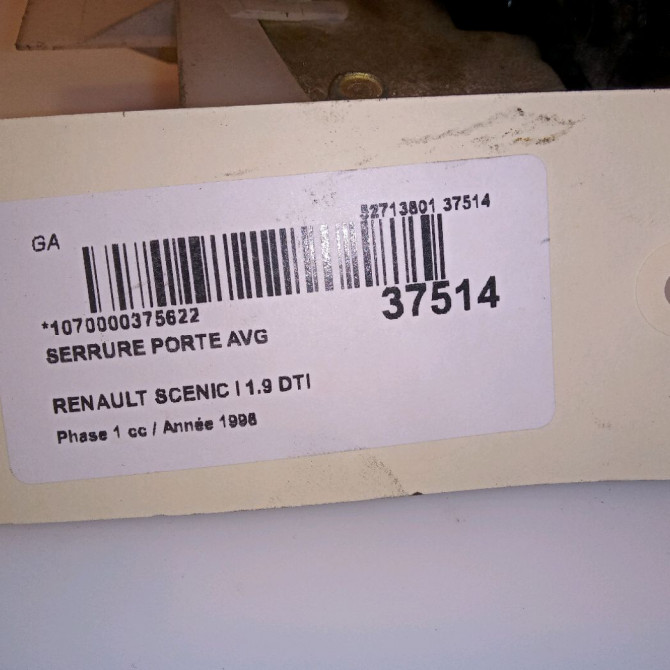 GA
52713801 37514
*1070000375622
37514
SERRURE PORTE AVG
RENAULT SCENIC I 1.9 DTI
Phase 1 cc / Année 1998